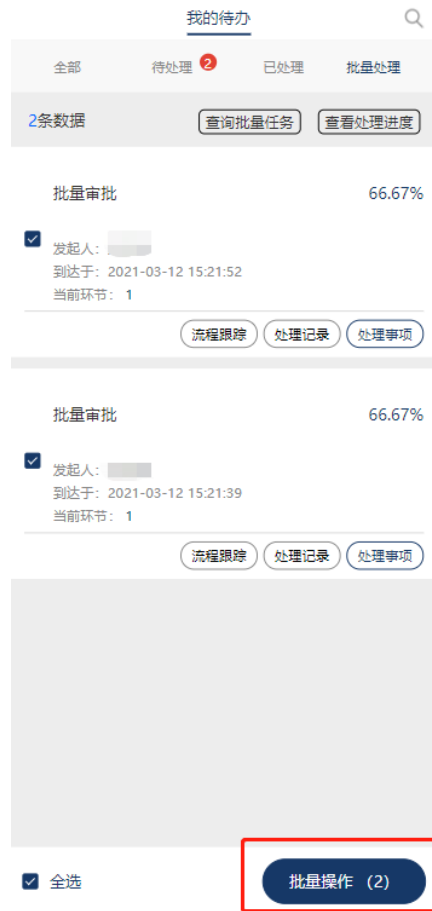 我的待办
全部 待处理 2 已处理 批量处理
2条数据 查询批量任务 查看处理进度
批量审批 66.67%
发起人：
到达于：2021-03-12 15:21:52
当前环节：1
流程跟踪 处理记录 处理事项
批量审批 66.67%
发起人：
到达于：2021-03-12 15:21:39
当前环节：1
流程跟踪 处理记录 处理事项
全选 批量操作（2）